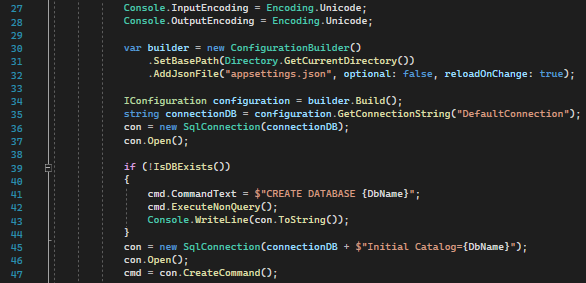 27 Console.InputEncoding = Encoding.Unicode;
28 Console.OutputEncoding = Encoding.Unicode;
29
30 var builder = new ConfigurationBuilder()
31 .SetBasePath(Directory.GetCurrentDirectory())
32 .AddJsonFile("appsettings.json", optional: false, reloadOnChange: true);
33
34 IConfiguration configuration = builder.Build();
35 string connectionDB = configuration.GetConnectionString("DefaultConnection");
36 con = new SqlConnection(connectionDB);
37 con.Open();
38
39 if (!IsDBExists())
40 {
41 cmd.CommandText = $"CREATE DATABASE {DbName}";
42 cmd.ExecuteNonQuery();
43 Console.WriteLine(con.ToString());
44 }
45 con = new SqlConnection(connectionDB + $"Initial Catalog={DbName}");
46 con.Open();
47 cmd = con.CreateCommand();